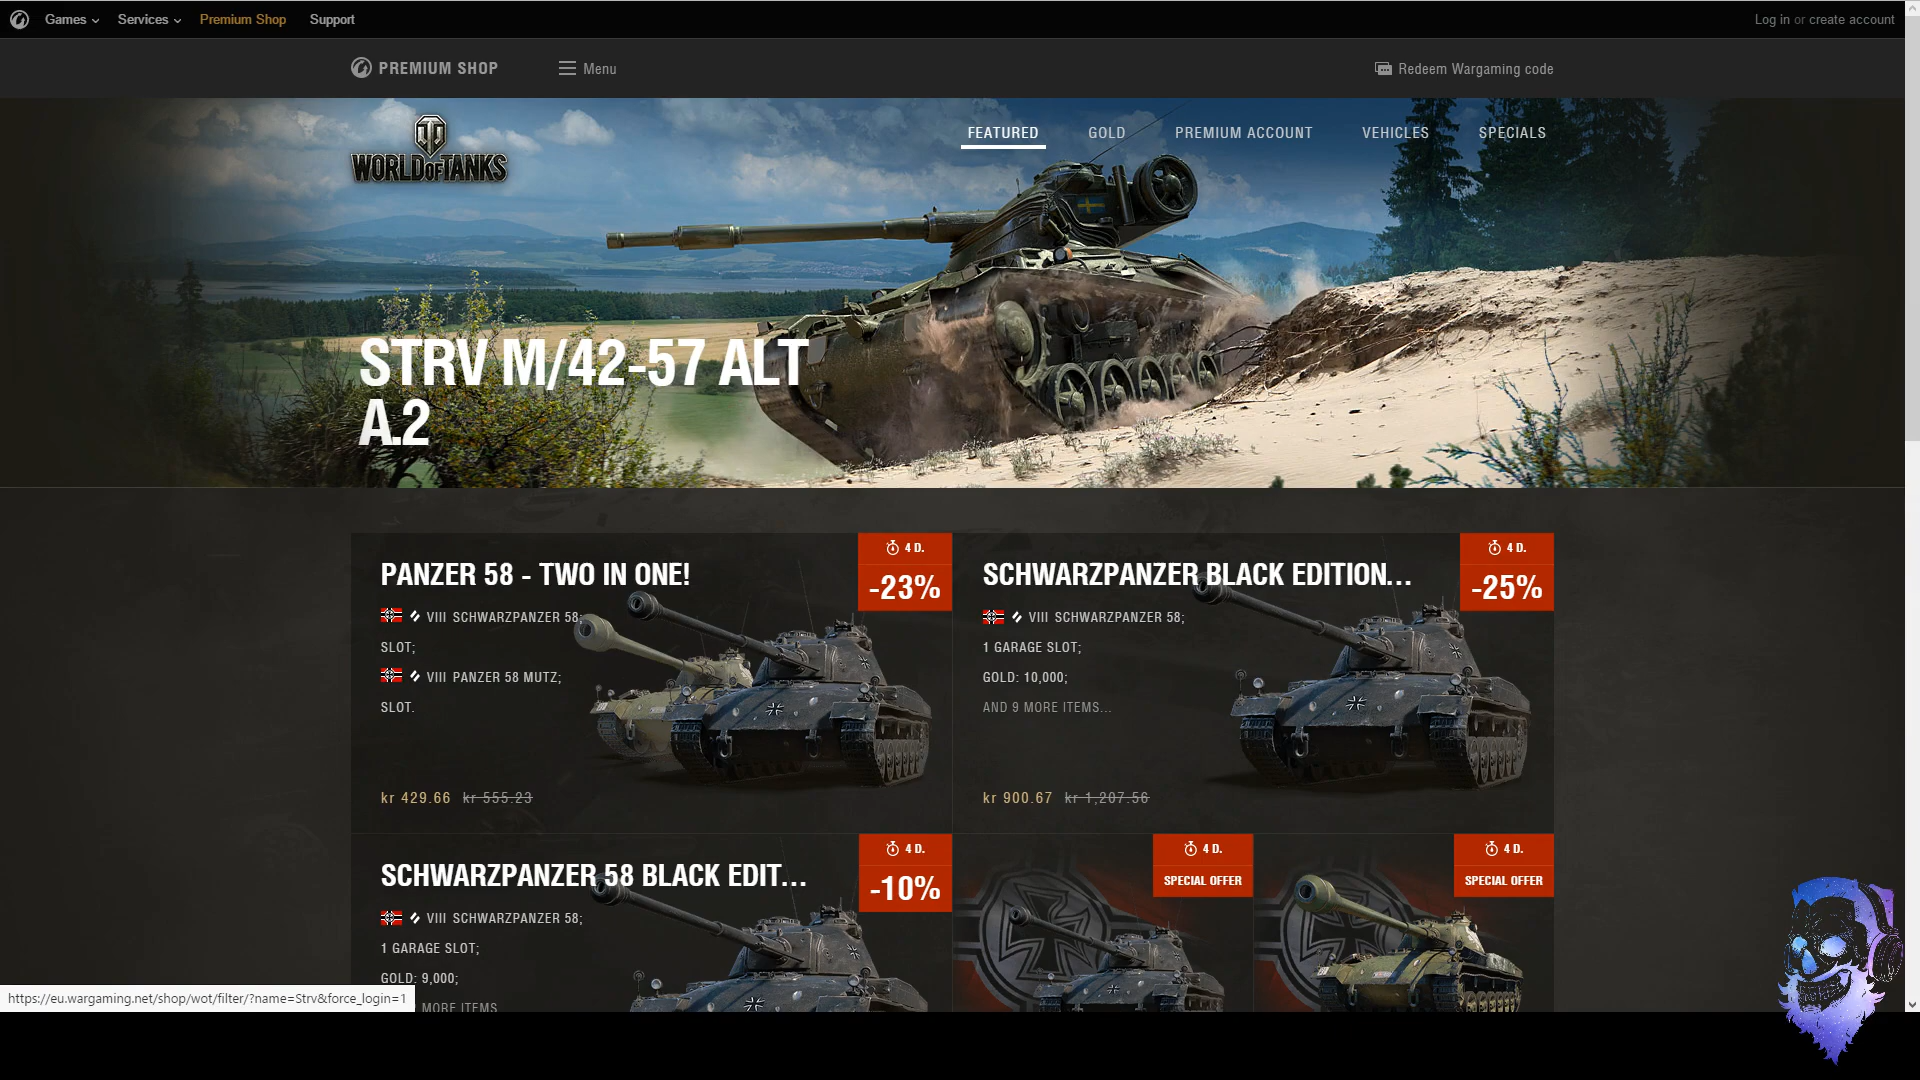 Games Services Premium Shop Support Log in or create account
PREMIUM SHOP Menu Redeem Wargaming code
WORLD OF TANKS
FEATURED GOLD PREMIUM ACCOUNT VEHICLES SPECIALS
STRV M/42-57 ALT
A.2
PANZER 58 - TWO IN ONE!
4 D.
-23%
VIII SCHWARZPANZER 58;
SLOT;
VIII PANZER 58 MUTZ;
SLOT.
kr 429.66 kr 555.23
SCHWARZPANZER BLACK EDITION...
4 D.
-25%
VIII SCHWARZPANZER 58;
1 GARAGE SLOT;
GOLD: 10,000;
AND 9 MORE ITEMS...
kr 900.67 kr 1,207.56
SCHWARZPANZER 58 BLACK EDIT...
4 D.
-10%
VIII SCHWARZPANZER 58;
1 GARAGE SLOT;
GOLD: 9,000;
MORE ITEMS
4 D.
SPECIAL OFFER
4 D.
SPECIAL OFFER
https://eu.wargaming.net/shop/wot/filter/?name=Strv&force_login=1